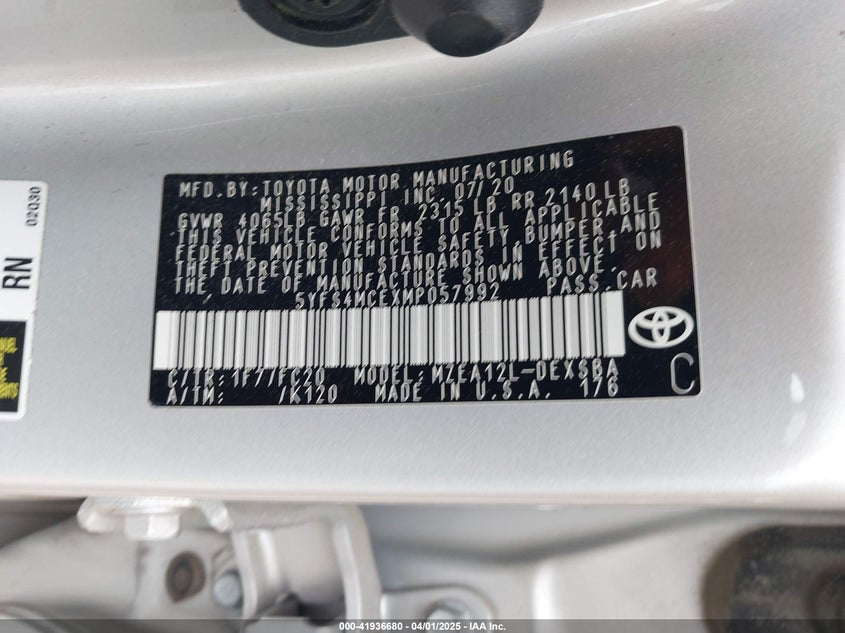 MFD. BY: TOYOTA MOTOR MANUFACTURING
MISSISSIPPI INC. 07/20
GVWR 4065LB GAWR FR 2315 LB RR 2140 LB
THIS VEHICLE CONFORMS TO ALL APPLICABLE
FEDERAL MOTOR VEHICLE SAFETY, BUMPER AND
THEFT PREVENTION STANDARDS IN EFFECT ON
THE DATE OF MANUFACTURE SHOWN ABOVE.
5YFS4MCEXMP057992 PASS.CAR
C/TR: 1F7/FC20 MODEL: MZEA12L-DEXSBA
A/TM: /K120 MADE IN U.S.A. 176
C
RN
02030
000-41936680 | 04/01/2025 | IAA Inc.